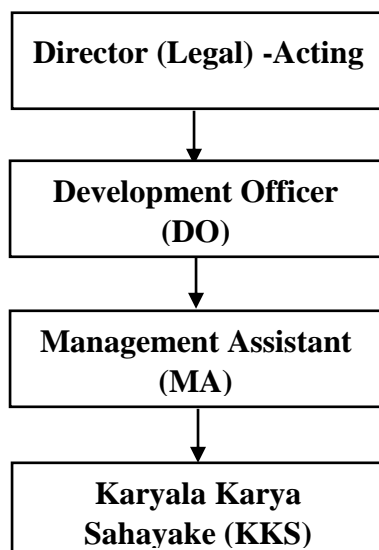 Director (Legal) -Acting
Development Officer
(DO)
Management Assistant
(MA)
Karyala Karya
Sahayake (KKS)